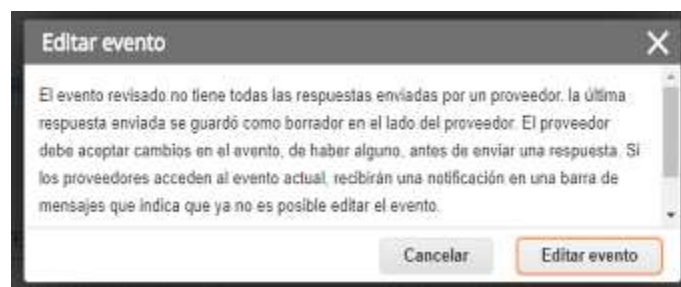 Editar evento
El evento revisado no tiene todas las respuestas enviadas por un proveedor. la última
respuesta enviada se guardó como borrador en el lado del proveedor. El proveedor
debe aceptar cambios en el evento, de haber alguno, antes de enviar una respuesta. Si
los proveedores acceden al evento actual, recibirán una notificación en una barra de
mensajes que indica que ya no es posible editar el evento.
Cancelar
Editar evento